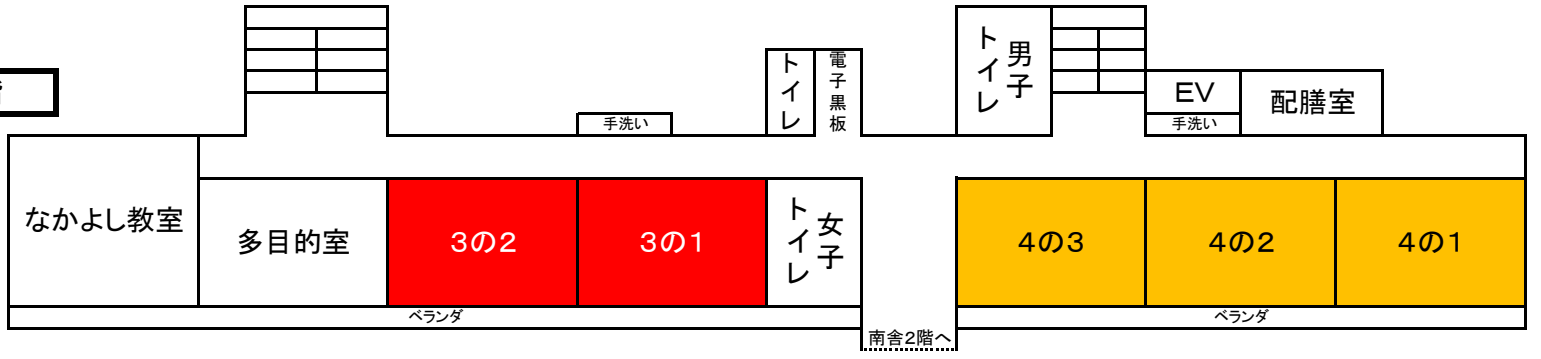 男子
トイレ
トイレ
電子黒板
EV
配膳室
手洗い
手洗い
なかよし教室
多目的室
3の2
3の1
女子
トイレ
4の3
4の2
4の1
ベランダ
ベランダ
南舎2階へ